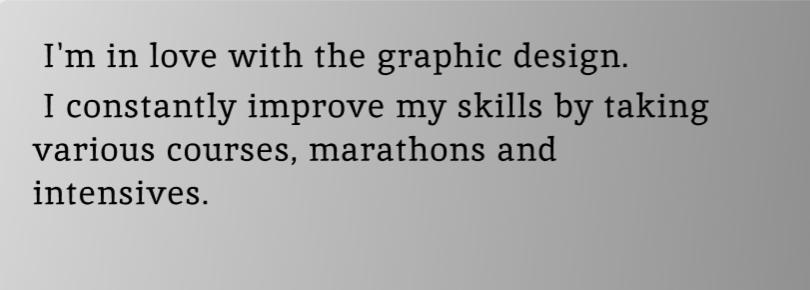 I'm in love with the graphic design.
I constantly improve my skills by taking
various courses, marathons and
intensives.